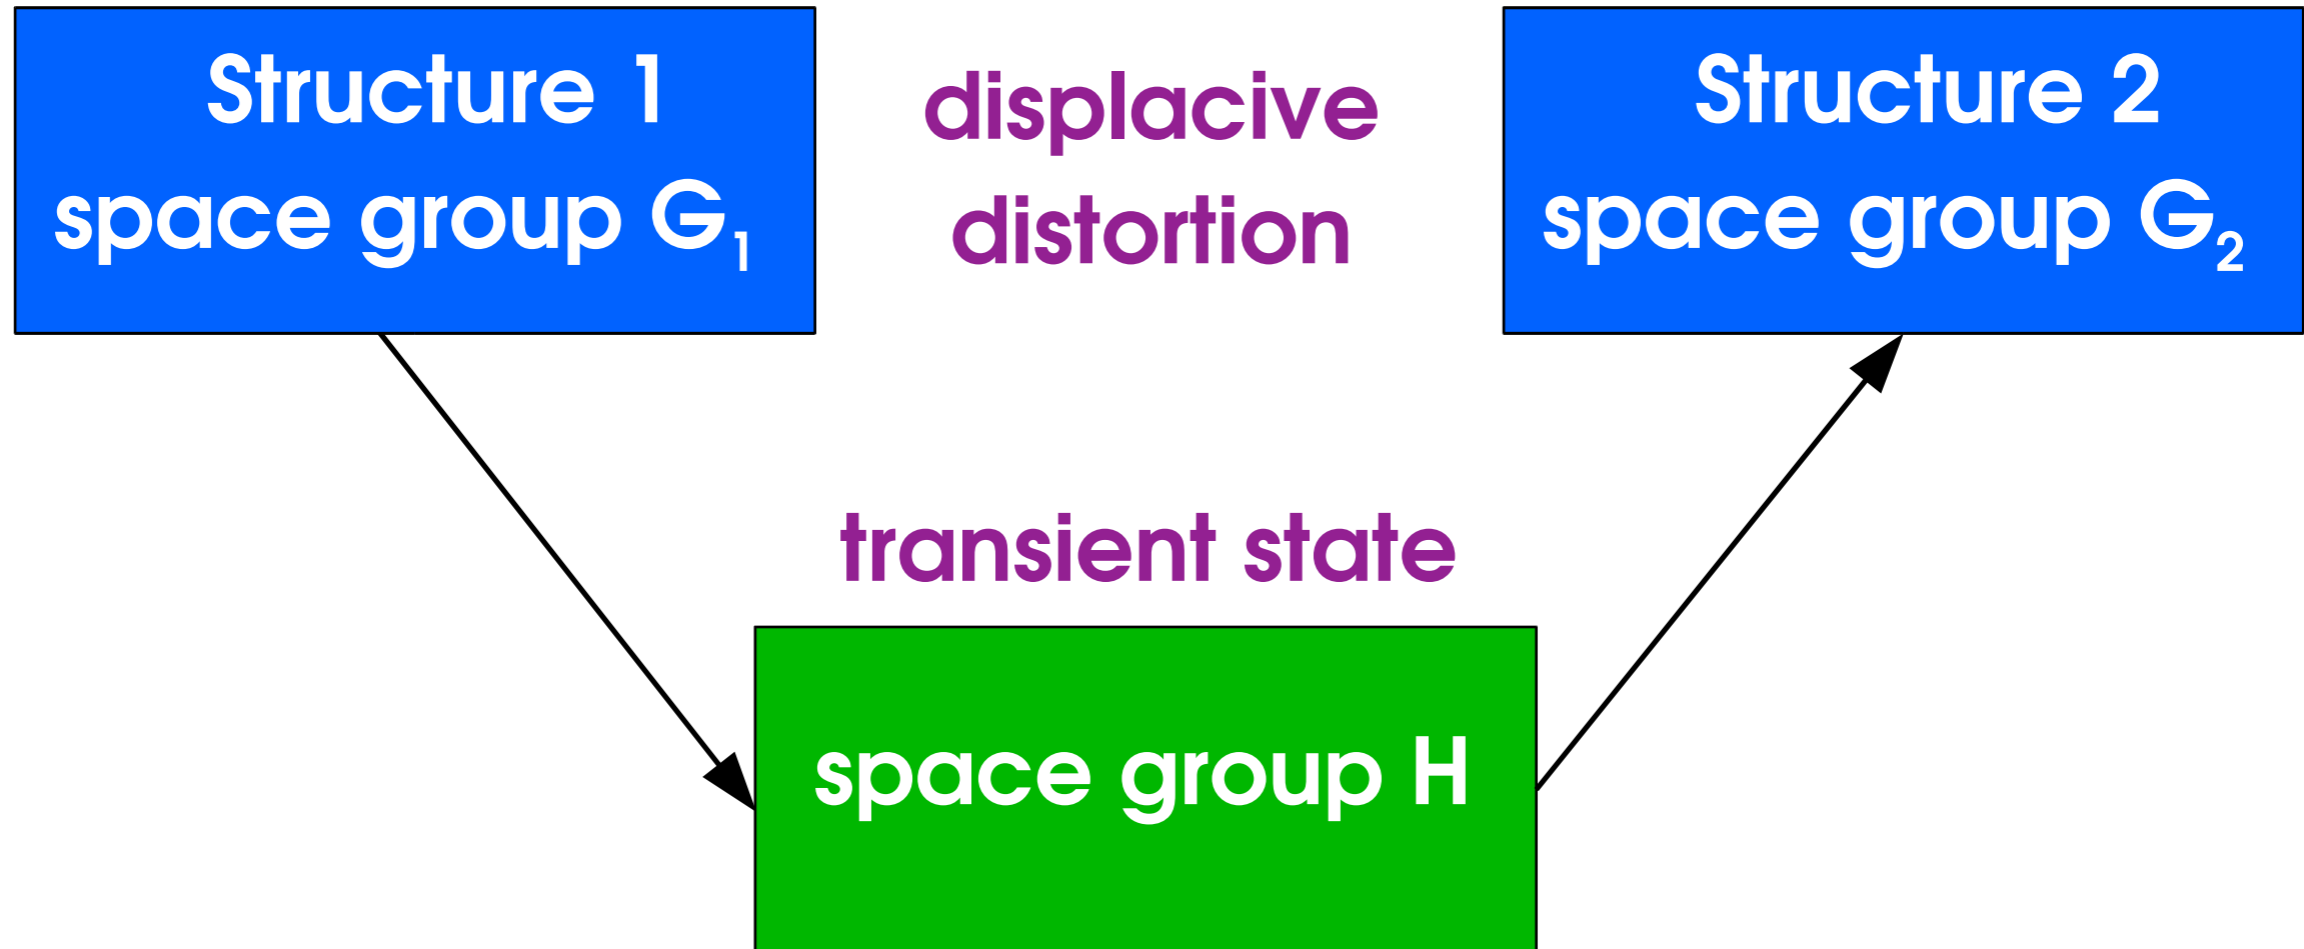 Structure 1
space group G₁
displacive
distortion
Structure 2
space group G₂
transient state
space group H